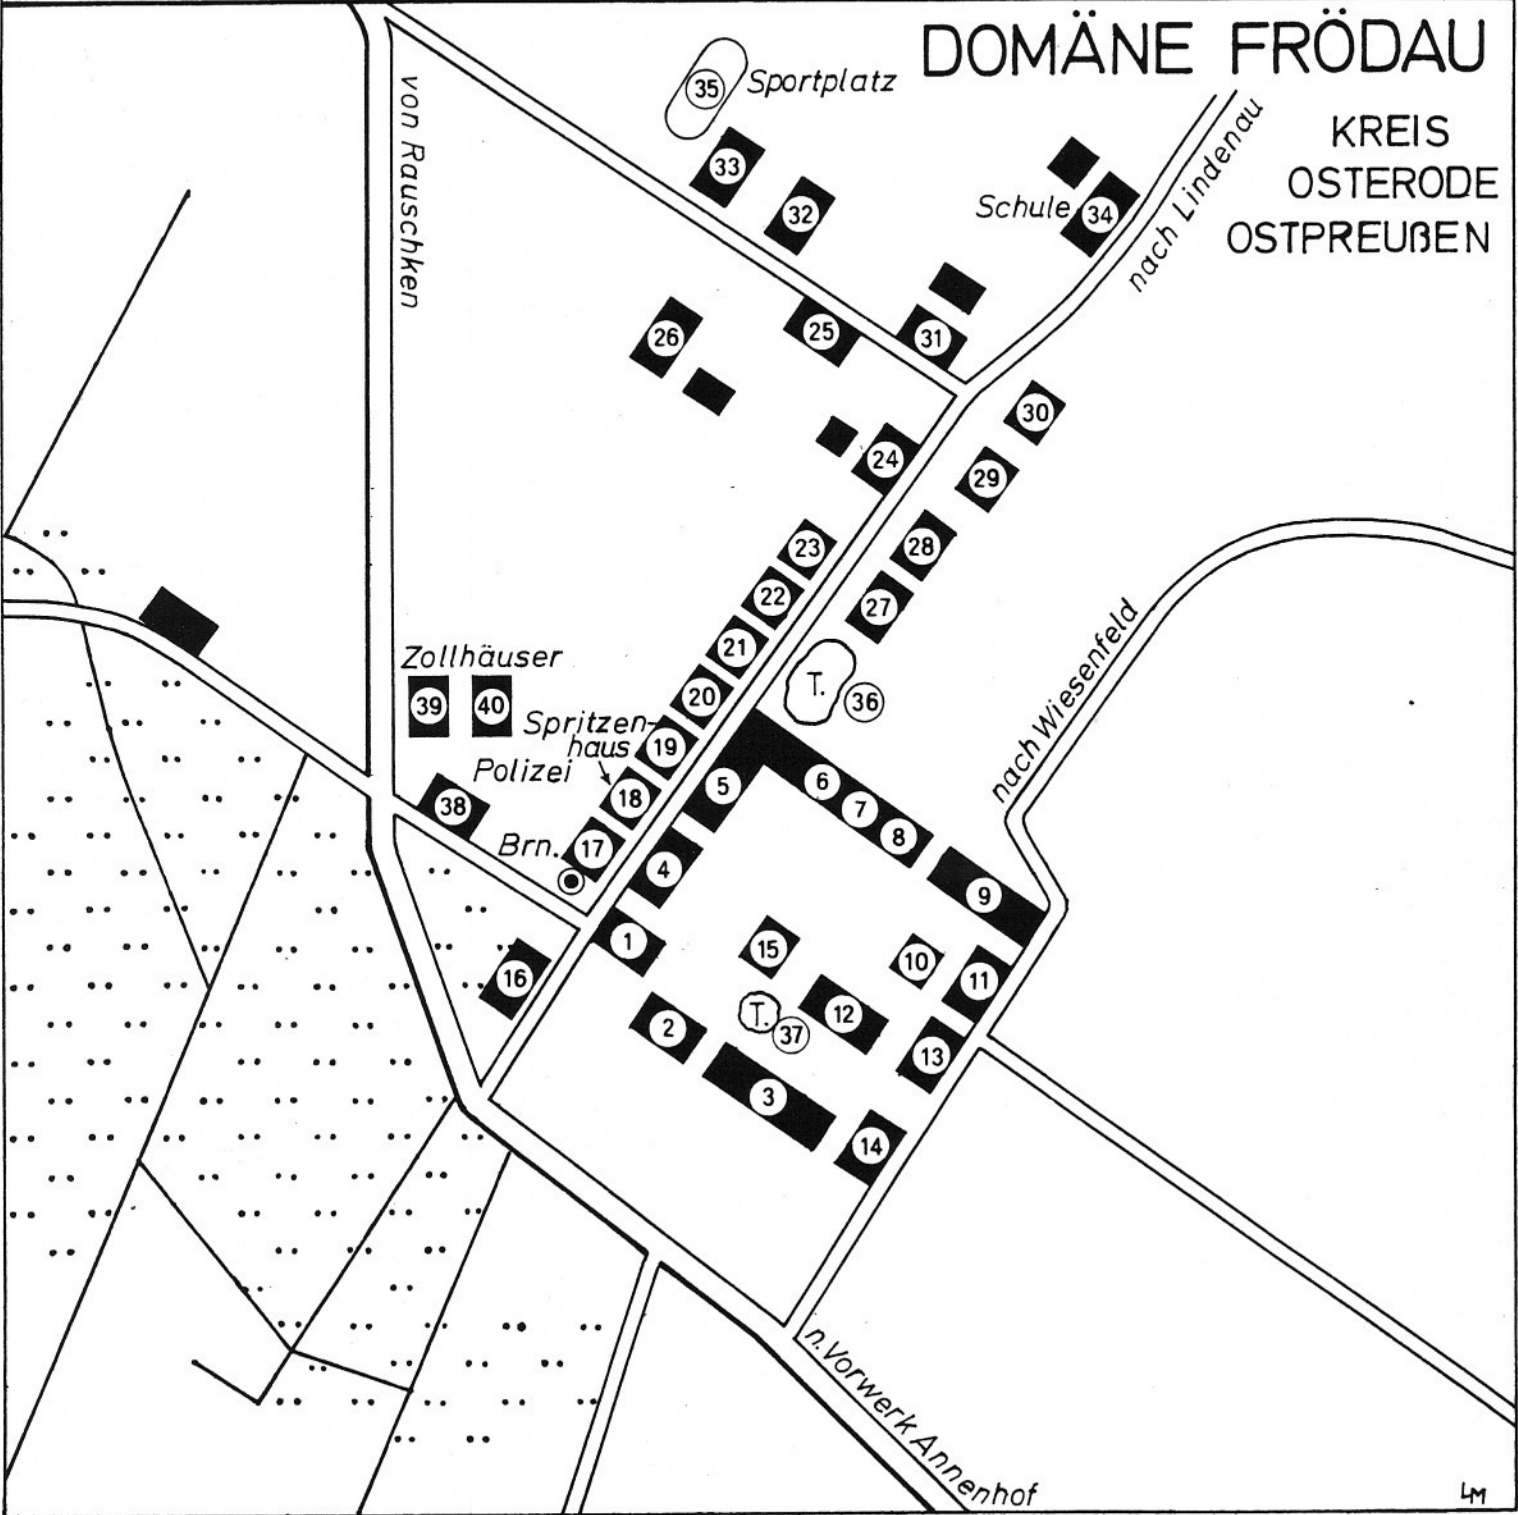 DOMÄNE FRÖDAU
KREIS
OSTERODE
OSTPREUßEN
von Rauschken
35
Sportplatz
33
32
Schule
34
nach Lindenau
26
25
31
30
24
29
23
28
22
27
21
Zollhäuser
39
40
20
T.
36
nach Wiesenfeld
Spritzen-
haus
19
Polizei
18
38
5
6
7
8
Brn.
17
4
9
1
15
10
11
16
T.
37
12
2
13
3
14
n. Vorwerk Annenhof
LM